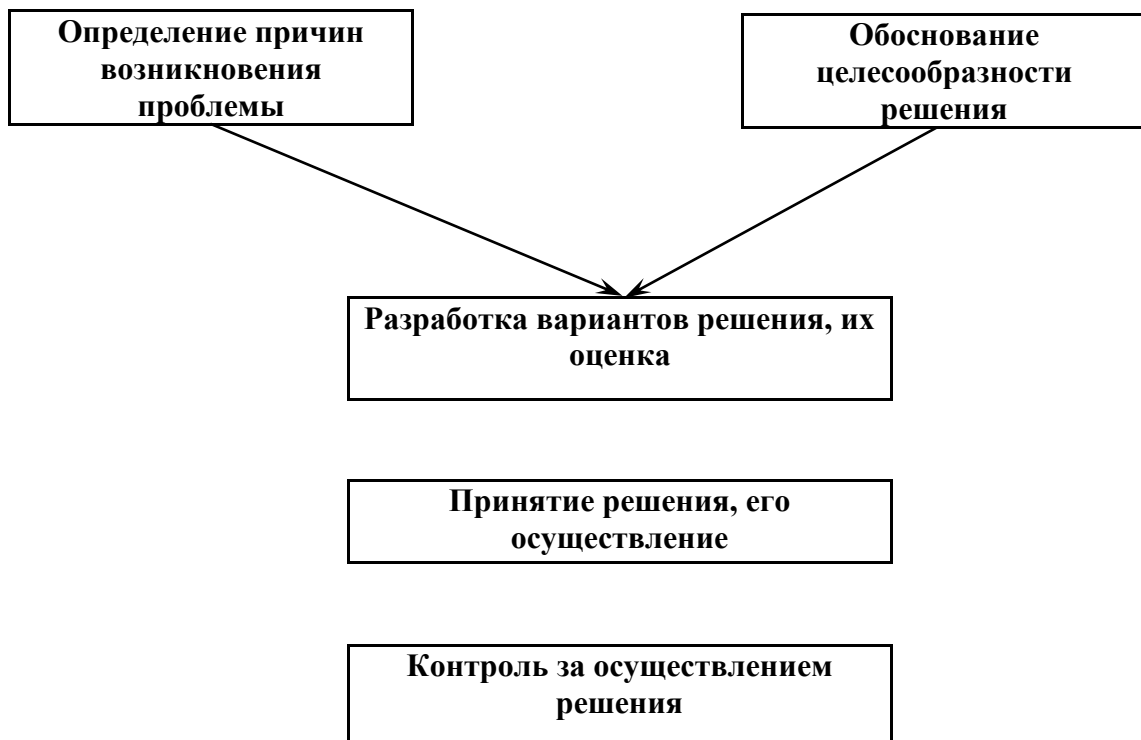 Определение причин
возникновения
проблемы
Обоснование
целесообразности
решения
Разработка вариантов решения, их
оценка
Принятие решения, его
осуществление
Контроль за осуществлением
решения